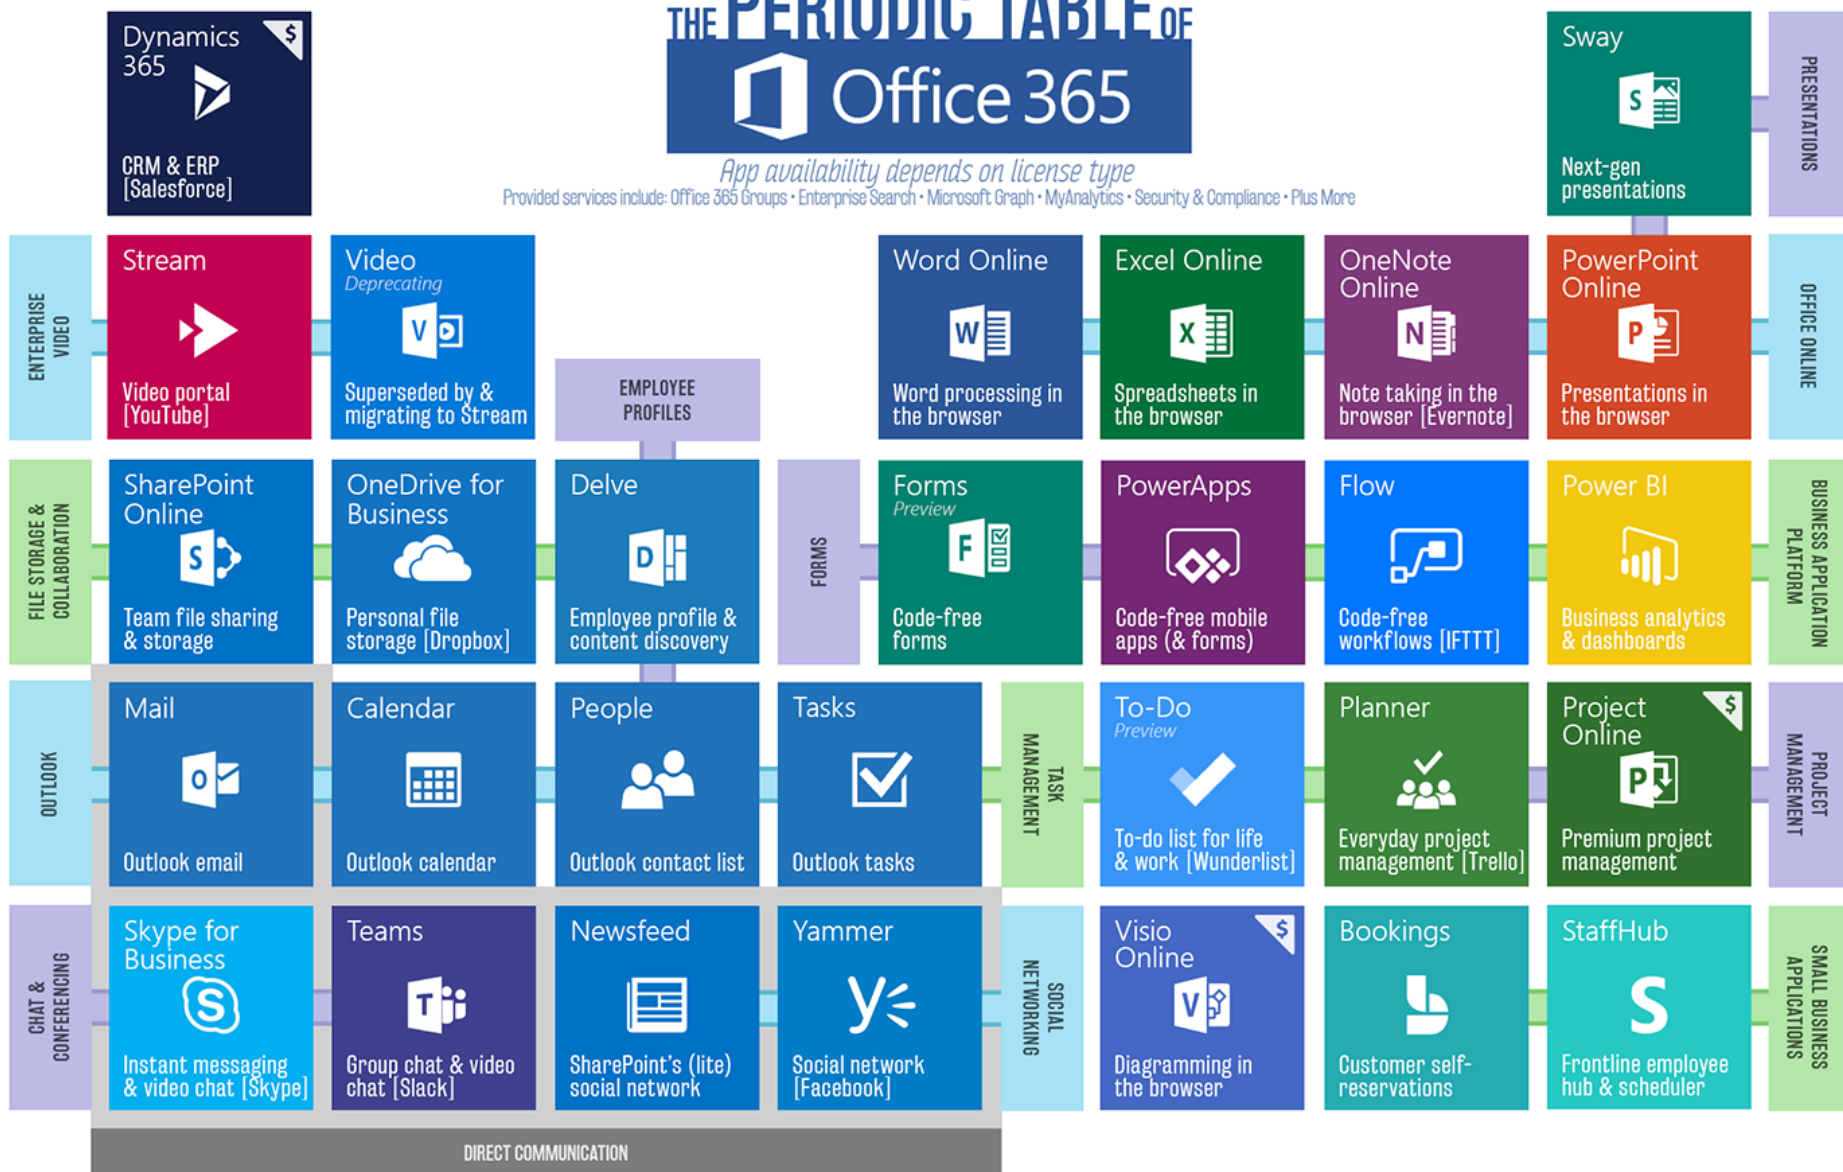 THE PERIODIC TABLE OF
Office 365
App availability depends on license type
Provided services include: Office 365 Groups • Enterprise Search • Microsoft Graph • MyAnalytics • Security & Compliance • Plus More
Dynamics
365
$
CRM & ERP
[Salesforce]
Sway
S
Next-gen
presentations
PRESENTATIONS
ENTERPRISE
VIDEO
Stream
Video portal
[YouTube]
Video
Deprecating
V
Superseded by &
migrating to Stream
EMPLOYEE
PROFILES
Word Online
W
Word processing in
the browser
Excel Online
X
Spreadsheets in
the browser
OneNote
Online
N
Note taking in the
browser [Evernote]
PowerPoint
Online
P
Presentations in
the browser
OFFICE ONLINE
FILE STORAGE &
COLLABORATION
SharePoint
Online
S
Team file sharing
& storage
OneDrive for
Business
Personal file
storage [Dropbox]
Delve
D
Employee profile &
content discovery
FORMS
Forms
Preview
F
Code-free
forms
PowerApps
Code-free mobile
apps (& forms)
Flow
Code-free
workflows [IFTTT]
Power BI
Business analytics
& dashboards
BUSINESS APPLICATION
PLATFORM
OUTLOOK
Mail
O
Outlook email
Calendar
Outlook calendar
People
Outlook contact list
Tasks
Outlook tasks
TASK
MANAGEMENT
To-Do
Preview
To-do list for life
& work [Wunderlist]
Planner
Everyday project
management [Trello]
Project
Online
$
P
Premium project
management
PROJECT
MANAGEMENT
CHAT &
CONFERENCING
Skype for
Business
S
Instant messaging
& video chat [Skype]
Teams
T
Group chat & video
chat [Slack]
Newsfeed
SharePoint's (lite)
social network
Yammer
y
Social network
[Facebook]
SOCIAL
NETWORKING
Visio
Online
$
V
Diagramming in
the browser
Bookings
Customer self-
reservations
StaffHub
S
Frontline employee
hub & scheduler
SMALL BUSINESS
APPLICATIONS
DIRECT COMMUNICATION